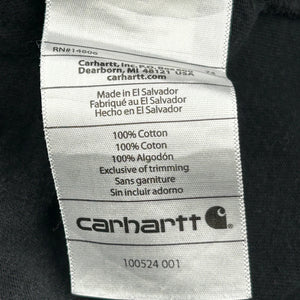 RN#14806
Carhartt, Inc. P.O. Box
Dearborn, MI 48121 USA
carhartt.com
Made in El Salvador
Fabriqué au El Salvador
Hecho en El Salvador
100% Cotton
100% Coton
100% Algodón
Exclusive of trimming
Sans garniture
Sin incluir adorno
carhartt
100524 001